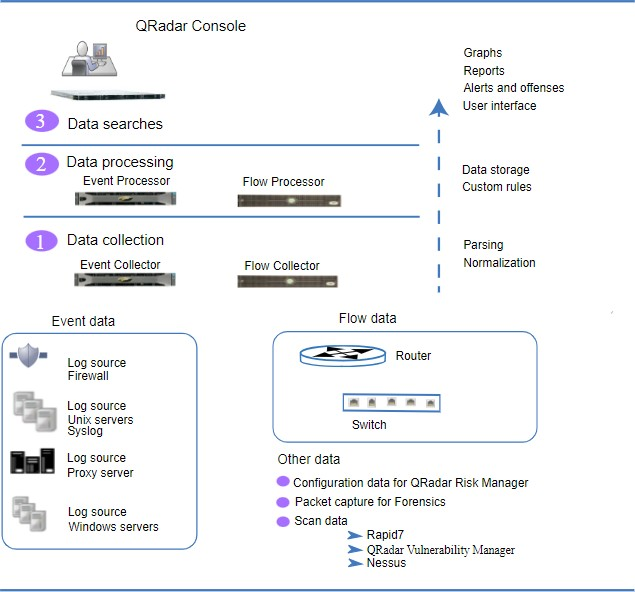 QRadar Console
Graphs
Reports
Alerts and offenses
User interface
3 Data searches
2 Data processing
Event Processor
Flow Processor
Data storage
Custom rules
1 Data collection
Event Collector
Flow Collector
Parsing
Normalization
Event data
Log source
Firewall
Log source
Unix servers
Syslog
Log source
Proxy server
Log source
Windows servers
Flow data
Router
Switch
Other data
Configuration data for QRadar Risk Manager
Packet capture for Forensics
Scan data
Rapid7
QRadar Vulnerability Manager
Nessus